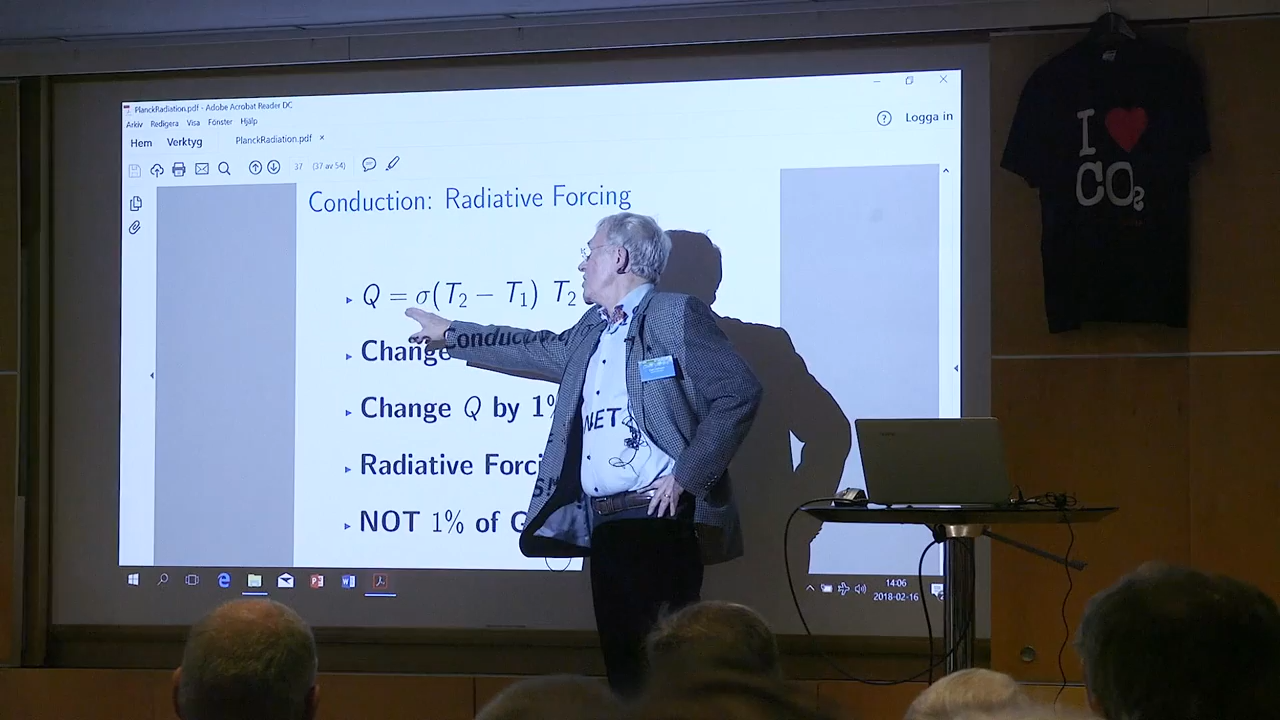 PlanckRadiation.pdf - Adobe Acrobat Reader DC
Arkiv Redigera Visa Fönster Hjälp
Hem Verktyg PlanckRadiation.pdf ×
? Logga in
37 (37 av 54)
Conduction: Radiative Forcing
Q = σ(T₂ − T₁) T₂
Change Conductivity
Change Q by 1%
NET
Radiative Forci
NOT 1% of G
14:06
2018-02-16
I ♥
CO₂